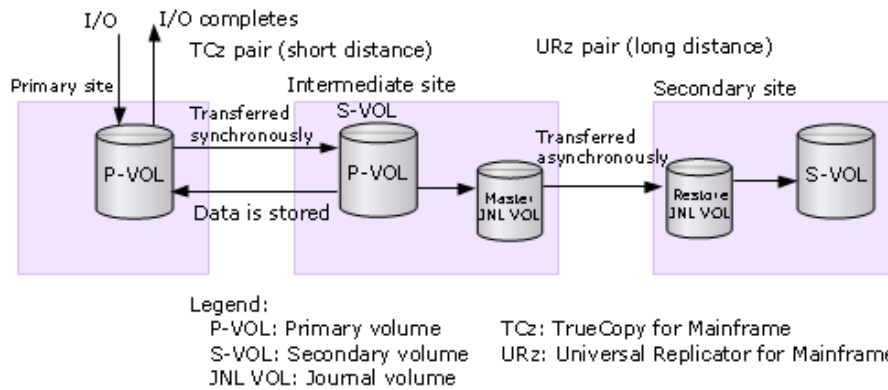 I/O
I/O completes
TCz pair (short distance)
URz pair (long distance)
Primary site
Intermediate site
Secondary site
S-VOL
Transferred
synchronously
Transferred
asynchronously
P-VOL
P-VOL
Master
JNL VOL
Restore
JNL VOL
S-VOL
Data is stored
Legend:
P-VOL: Primary volume
TCz: TrueCopy for Mainframe
S-VOL: Secondary volume
URz: Universal Replicator for Mainframe
JNL VOL: Journal volume